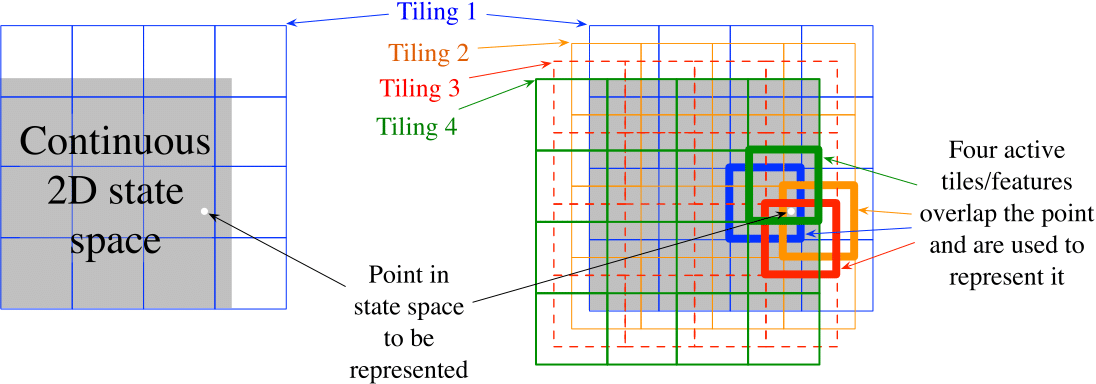 Tiling 1
Tiling 2
Tiling 3
Tiling 4
Continuous
2D state
space
Point in
state space
to be
represented
Four active
tiles/features
overlap the point
and are used to
represent it